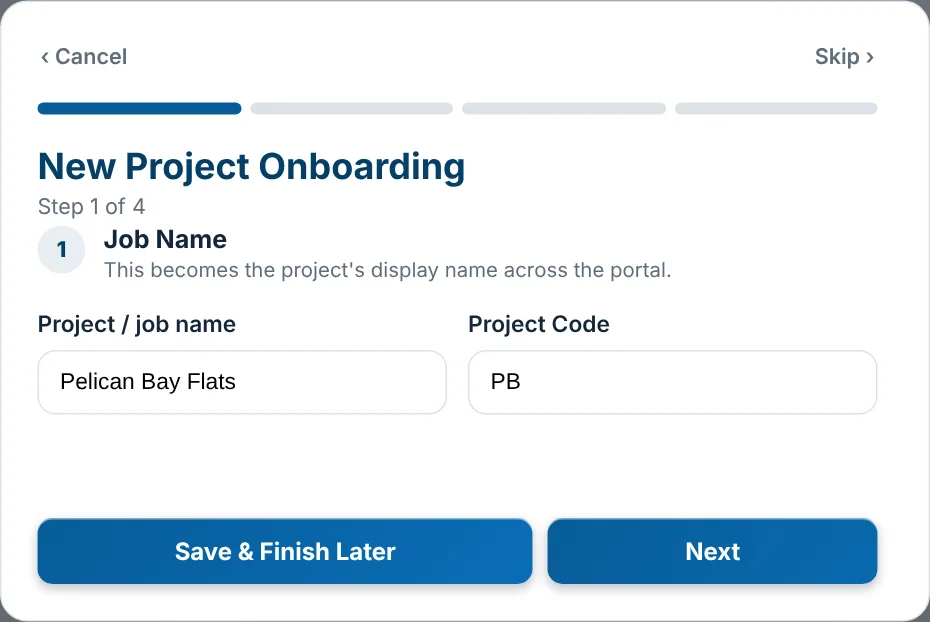 ‹ Cancel
Skip ›
New Project Onboarding
Step 1 of 4
1
Job Name
This becomes the project's display name across the portal.
Project / job name
Project Code
Pelican Bay Flats
PB
Save & Finish Later
Next